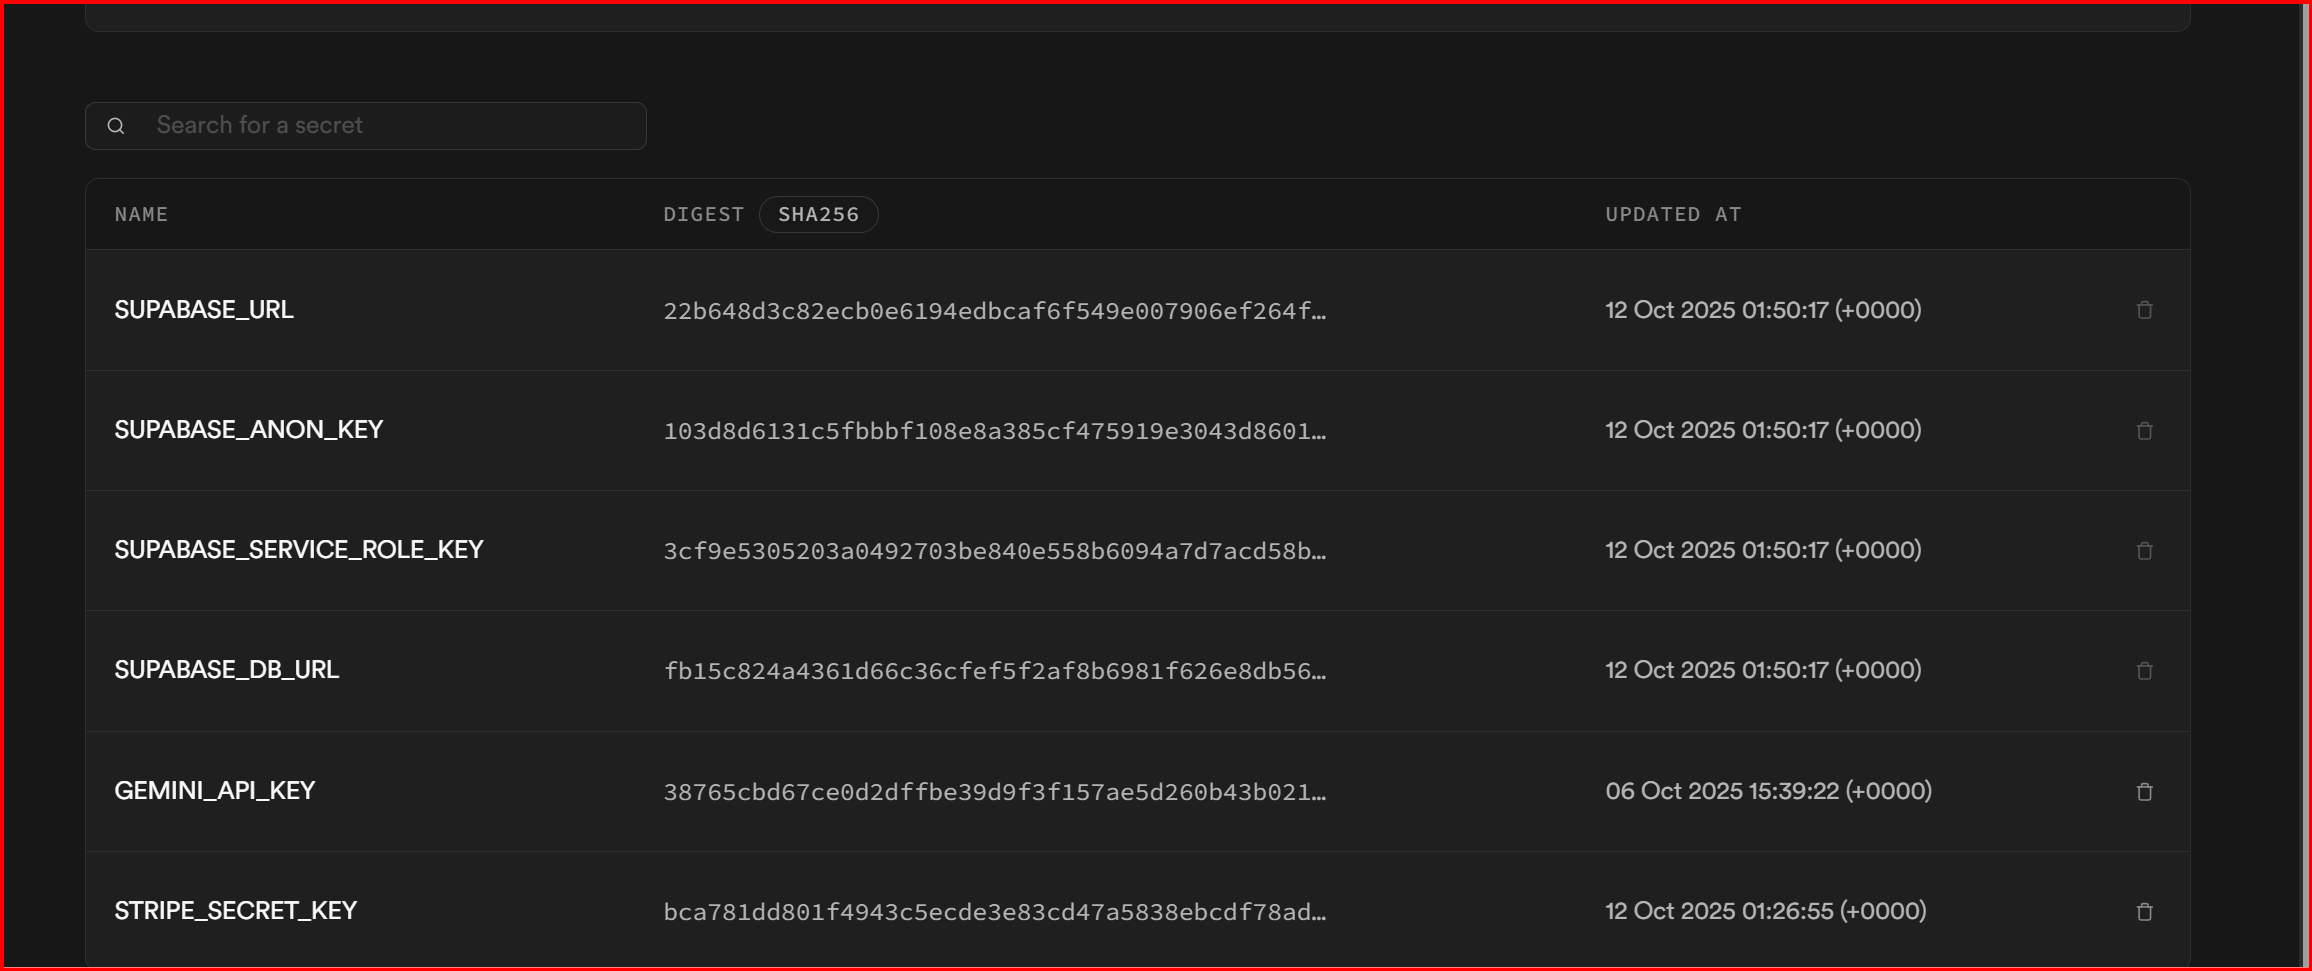 Search for a secret
NAME DIGEST SHA256 UPDATED AT
SUPABASE_URL 22b648d3c82ecb0e6194edbcaf6f549e007906ef264f… 12 Oct 2025 01:50:17 (+0000)
SUPABASE_ANON_KEY 103d8d6131c5fbbbf108e8a385cf475919e3043d8601… 12 Oct 2025 01:50:17 (+0000)
SUPABASE_SERVICE_ROLE_KEY 3cf9e5305203a0492703be840e558b6094a7d7acd58b… 12 Oct 2025 01:50:17 (+0000)
SUPABASE_DB_URL fb15c824a4361d66c36cfef5f2af8b6981f626e8db56… 12 Oct 2025 01:50:17 (+0000)
GEMINI_API_KEY 38765cbd67ce0d2dffbe39d9f3f157ae5d260b43b021… 06 Oct 2025 15:39:22 (+0000)
STRIPE_SECRET_KEY bca781dd801f4943c5ecde3e83cd47a5838ebcdf78ad… 12 Oct 2025 01:26:55 (+0000)